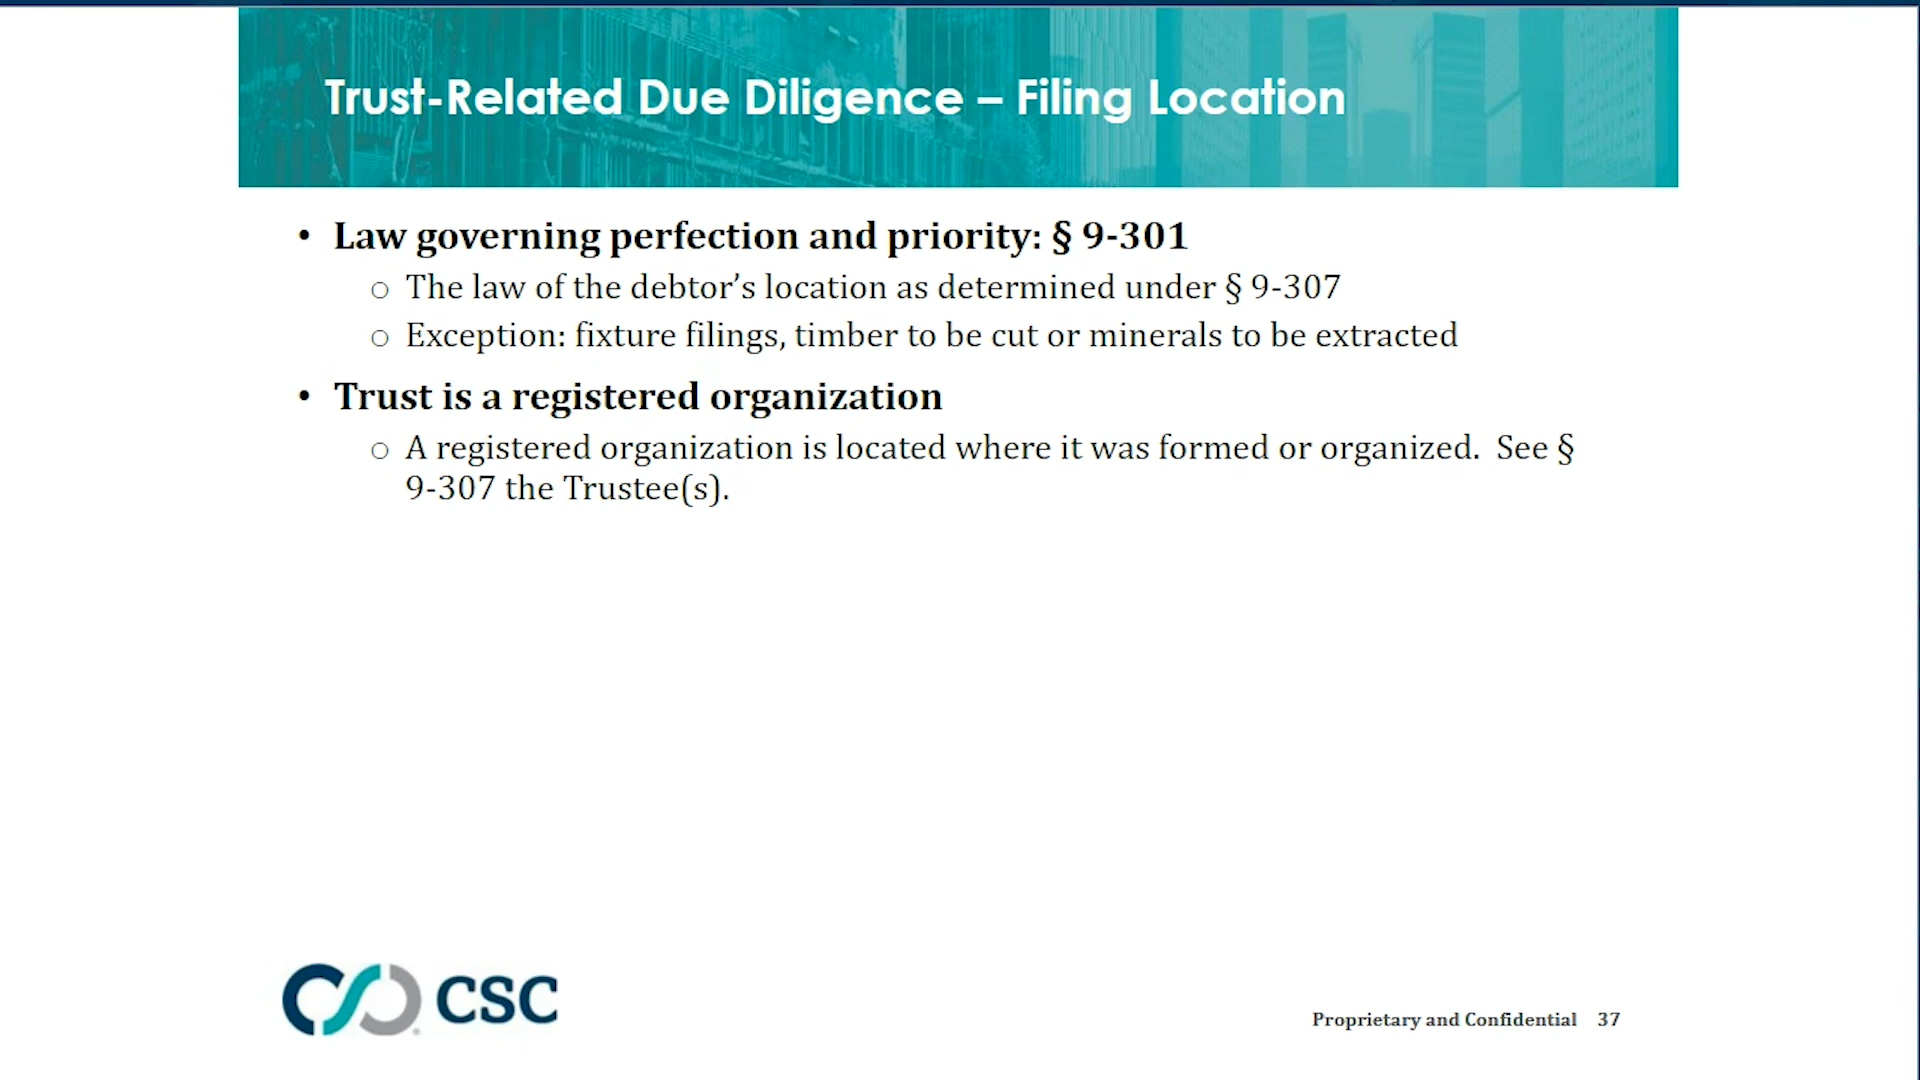 Trust-Related Due Diligence – Filing Location
• Law governing perfection and priority: § 9-301
○ The law of the debtor’s location as determined under § 9-307
○ Exception: fixture filings, timber to be cut or minerals to be extracted
• Trust is a registered organization
○ A registered organization is located where it was formed or organized.  See §
9-307 the Trustee(s).
CSC
Proprietary and Confidential 37